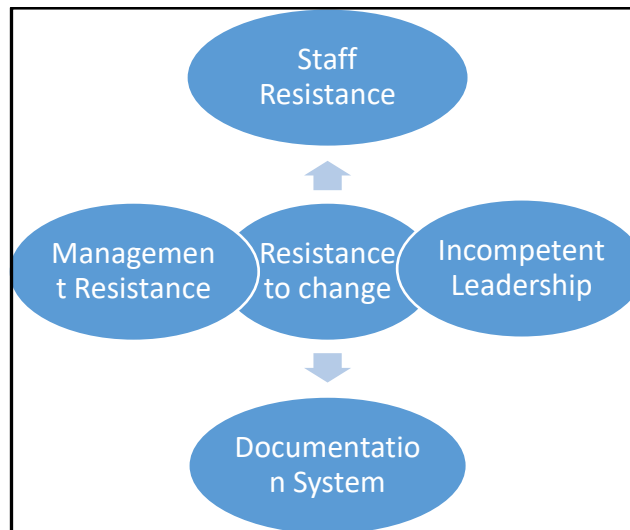 Staff
Resistance
Managemen
t Resistance
Resistance
to change
Incompetent
Leadership
Documentatio
n System